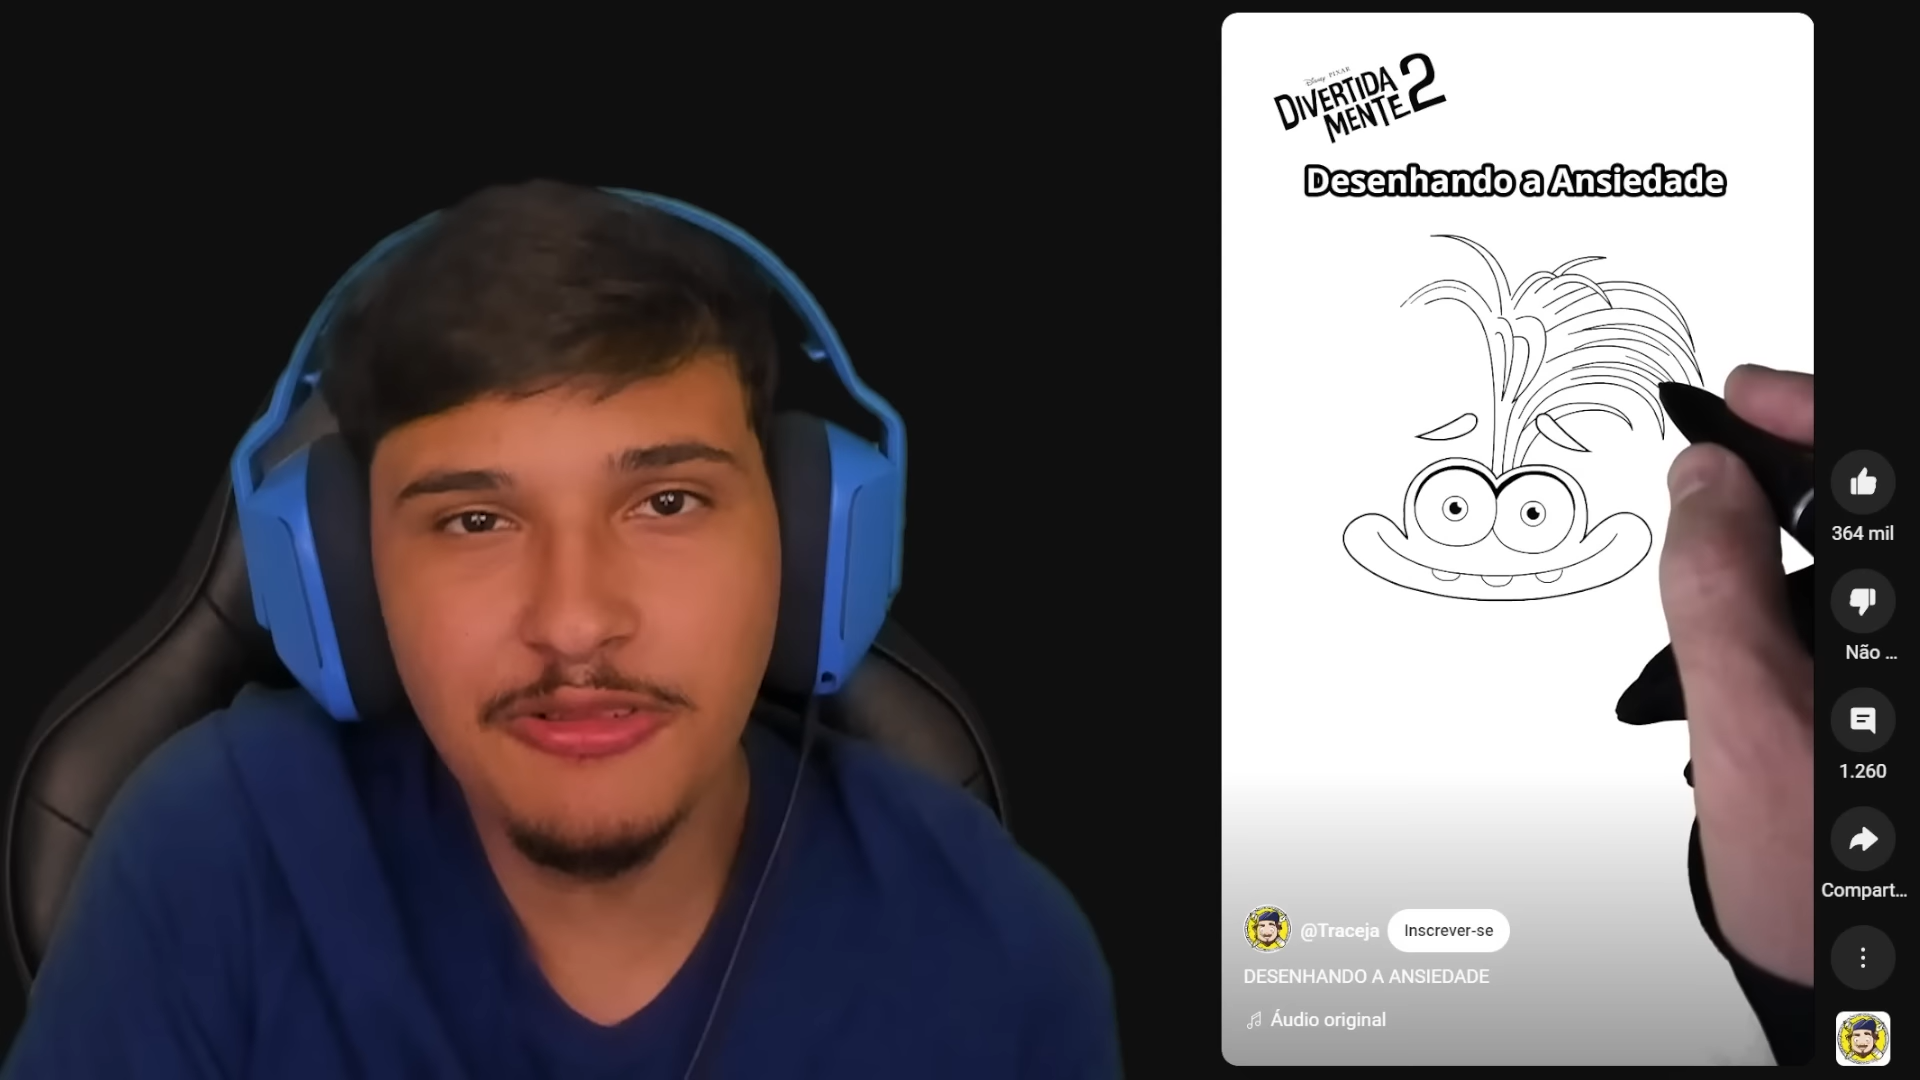 Disney PIXAR
DIVERTIDA
MENTE 2
Desenhando a Ansiedade
364 mil
Não ...
1.260
Compart...
@Traceja
Inscrever-se
DESENHANDO A ANSIEDADE
Áudio original